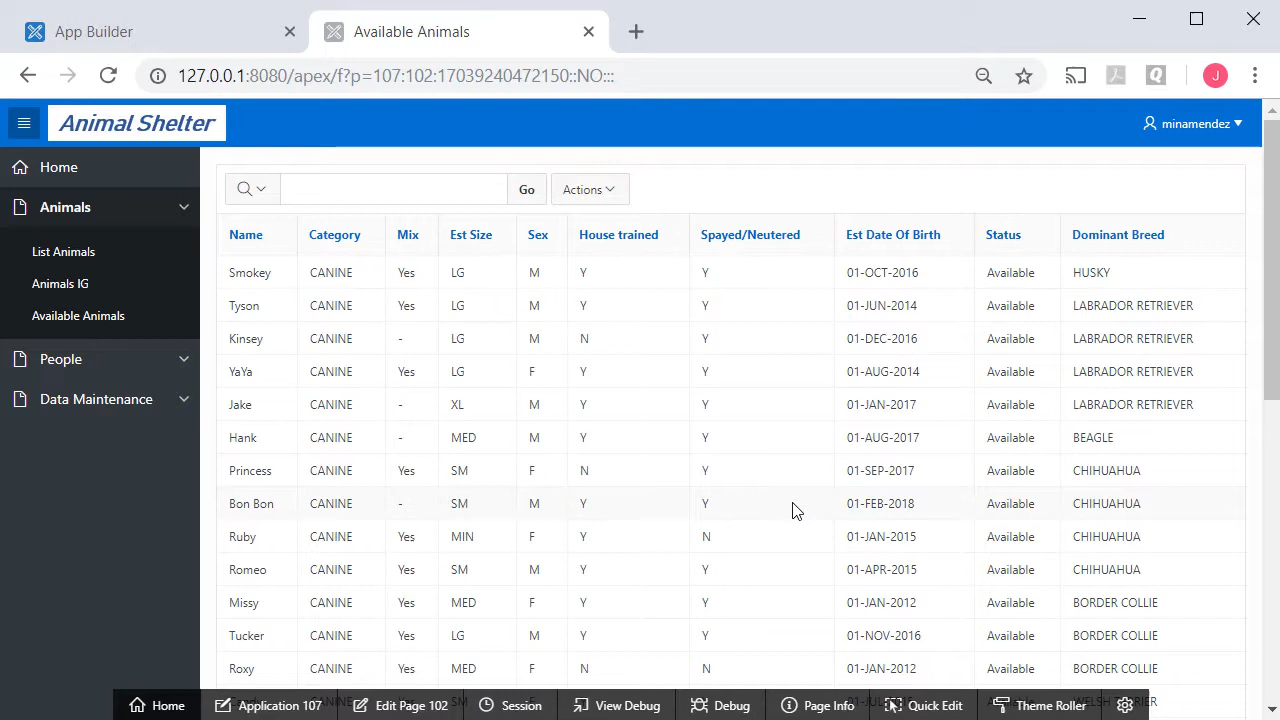 App Builder
Available Animals
127.0.0.1:8080/apex/f?p=107:102:17039240472150::NO:::
J
Animal Shelter
minamendez
Home
Animals
List Animals
Animals IG
Available Animals
People
Data Maintenance
Go Actions
Name Category Mix Est Size Sex House trained Spayed/Neutered Est Date Of Birth Status Dominant Breed
Smokey CANINE Yes LG M Y Y 01-OCT-2016 Available HUSKY
Tyson CANINE Yes LG M Y Y 01-JUN-2014 Available LABRADOR RETRIEVER
Kinsey CANINE - LG M N Y 01-DEC-2016 Available LABRADOR RETRIEVER
YaYa CANINE Yes LG F Y Y 01-AUG-2014 Available LABRADOR RETRIEVER
Jake CANINE - XL M Y Y 01-JAN-2017 Available LABRADOR RETRIEVER
Hank CANINE - MED M Y Y 01-AUG-2017 Available BEAGLE
Princess CANINE Yes SM F N Y 01-SEP-2017 Available CHIHUAHUA
Bon Bon CANINE - SM M Y Y 01-FEB-2018 Available CHIHUAHUA
Ruby CANINE Yes MIN F Y N 01-JAN-2015 Available CHIHUAHUA
Romeo CANINE Yes SM M Y Y 01-APR-2015 Available CHIHUAHUA
Missy CANINE Yes MED F Y Y 01-JAN-2012 Available BORDER COLLIE
Tucker CANINE Yes LG M Y Y 01-NOV-2016 Available BORDER COLLIE
Roxy CANINE Yes MED F N N 01-JAN-2012 Available BORDER COLLIE
Home Application 107 Edit Page 102 Session View Debug Debug Page Info Quick Edit Theme Roller